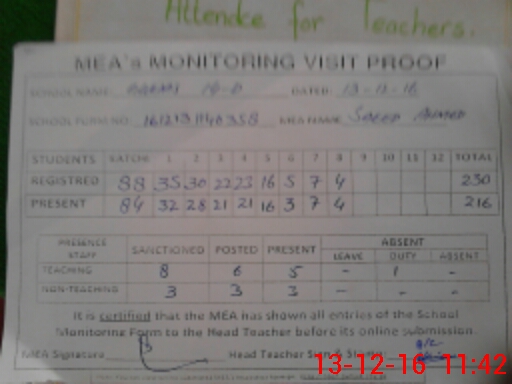 Attendce for Teachers.
MEA's MONITORING VISIT PROOF
SCHOOL NAME DATED: 13-12-16
SCHOOL FORM NO MEA NAME
STUDENTS KATCHI 1 2 3 4 5 6 7 8 9 10 11 12 TOTAL
REGISTRED 88 35 30 22 23 16 5 7 4 230
PRESENT 84 32 28 21 21 16 3 7 4 216
PRESENCE STAFF SANCTIONED POSTED PRESENT ABSENT
LEAVE DUTY ABSENT
TEACHING 8 6 5 - 1 -
NON-TEACHING 3 3 3 - - -
It is certified that the MEA has shown all entries of the School
Monitoring Form to the Head Teacher before its online submission.
MEA Signature Head Teacher Sign &
13-12-16 11:42